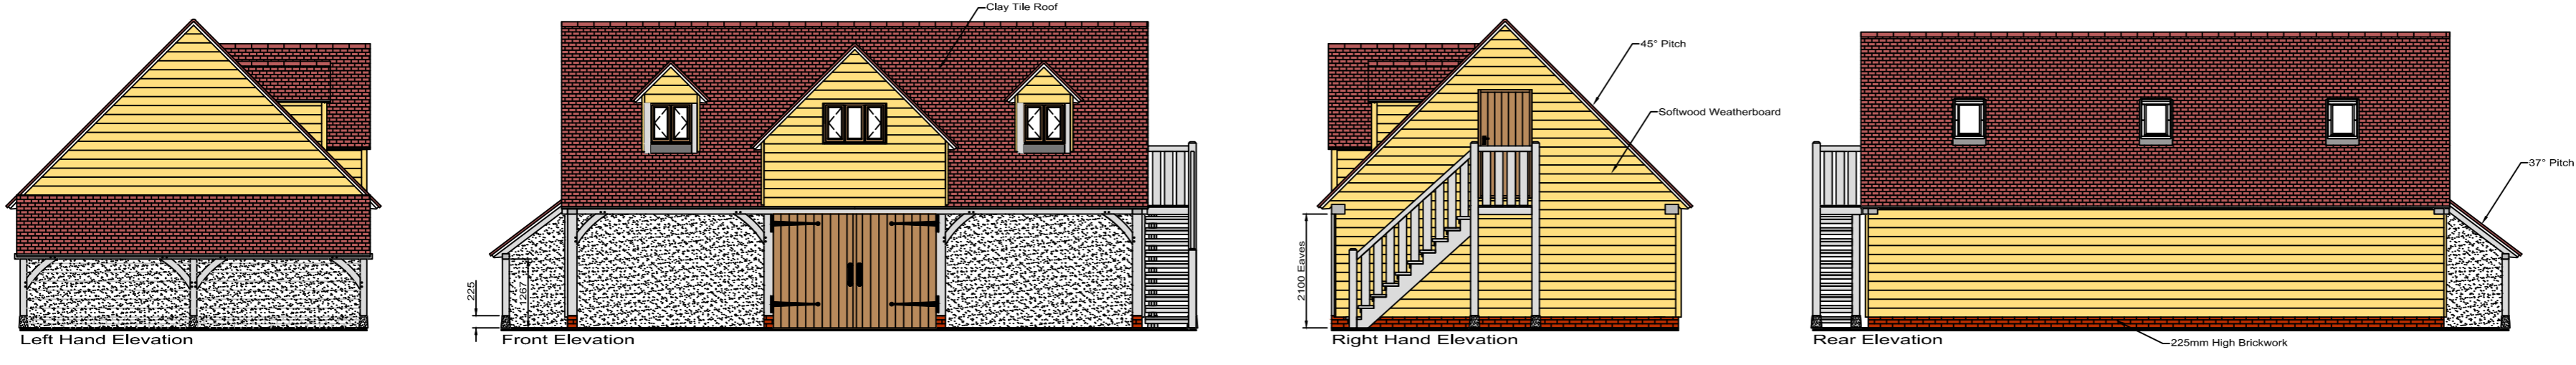 Clay Tile Roof
45° Pitch
Softwood Weatherboard
37° Pitch
2100 Eaves
225
1267
Left Hand Elevation
Front Elevation
Right Hand Elevation
Rear Elevation
225mm High Brickwork